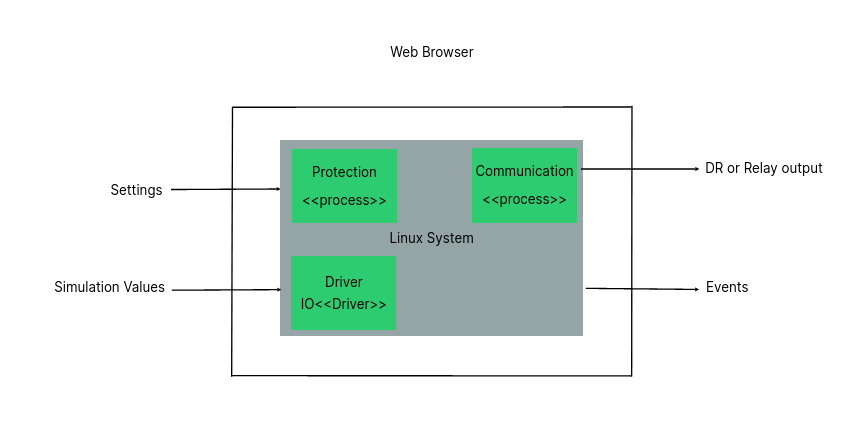 Web Browser
Protection
<<process>>
Communication
<<process>>
DR or Relay output
Settings
Linux System
Driver
IO<<Driver>>
Simulation Values
Events